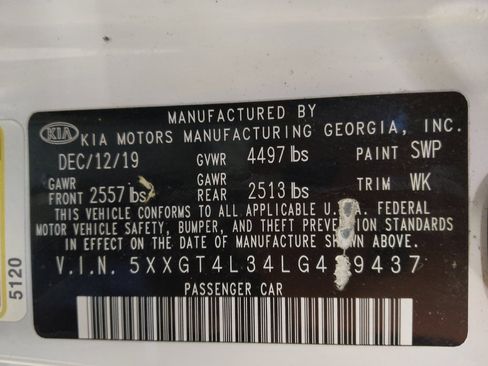 MANUFACTURED BY
KIA KIA MOTORS MANUFACTURING GEORGIA, INC.
DEC/12/19 GVWR 4497 lbs PAINT SWP
GAWR FRONT 2557 lbs GAWR REAR 2513 lbs TRIM WK
THIS VEHICLE CONFORMS TO ALL APPLICABLE FEDERAL
MOTOR VEHICLE SAFETY, BUMPER, AND THEFT PREVENTION STANDARDS
IN EFFECT ON THE DATE OF MANUFACTURE SHOWN ABOVE.
V.I.N.
PASSENGER CAR
5120